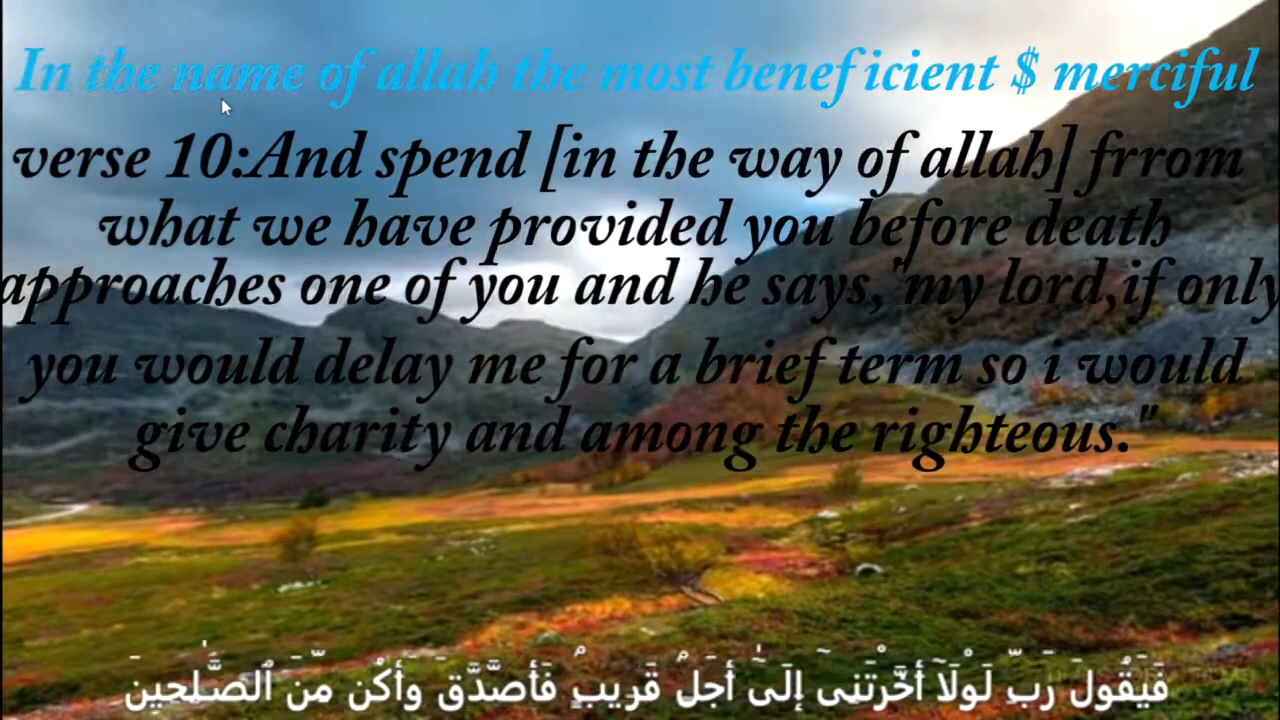 In the name of allah the most beneficient $ merciful
verse 10:And spend [in the way of allah] frrom
what we have provided you before death
approaches one of you and he says,"my lord,if only
you would delay me for a brief term so i would
give charity and among the righteous."
فَيَقُولَ رَبِّ لَوْلَآ أَخَّرْتَنِىٓ إِلَىٰٓ أَجَلٍۢ قَرِيبٍۢ فَأَصَّدَّقَ وَأَكُن مِّنَ ٱلصَّـٰلِحِينَ